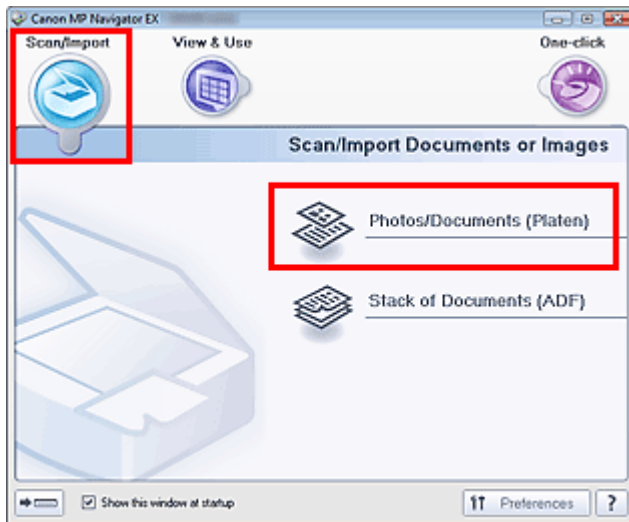 Canon MP Navigator EX
Scan/Import View & Use One-click
Scan/Import Documents or Images
Photos/Documents (Platen)
Stack of Documents (ADF)
Show this window at startup Preferences ?